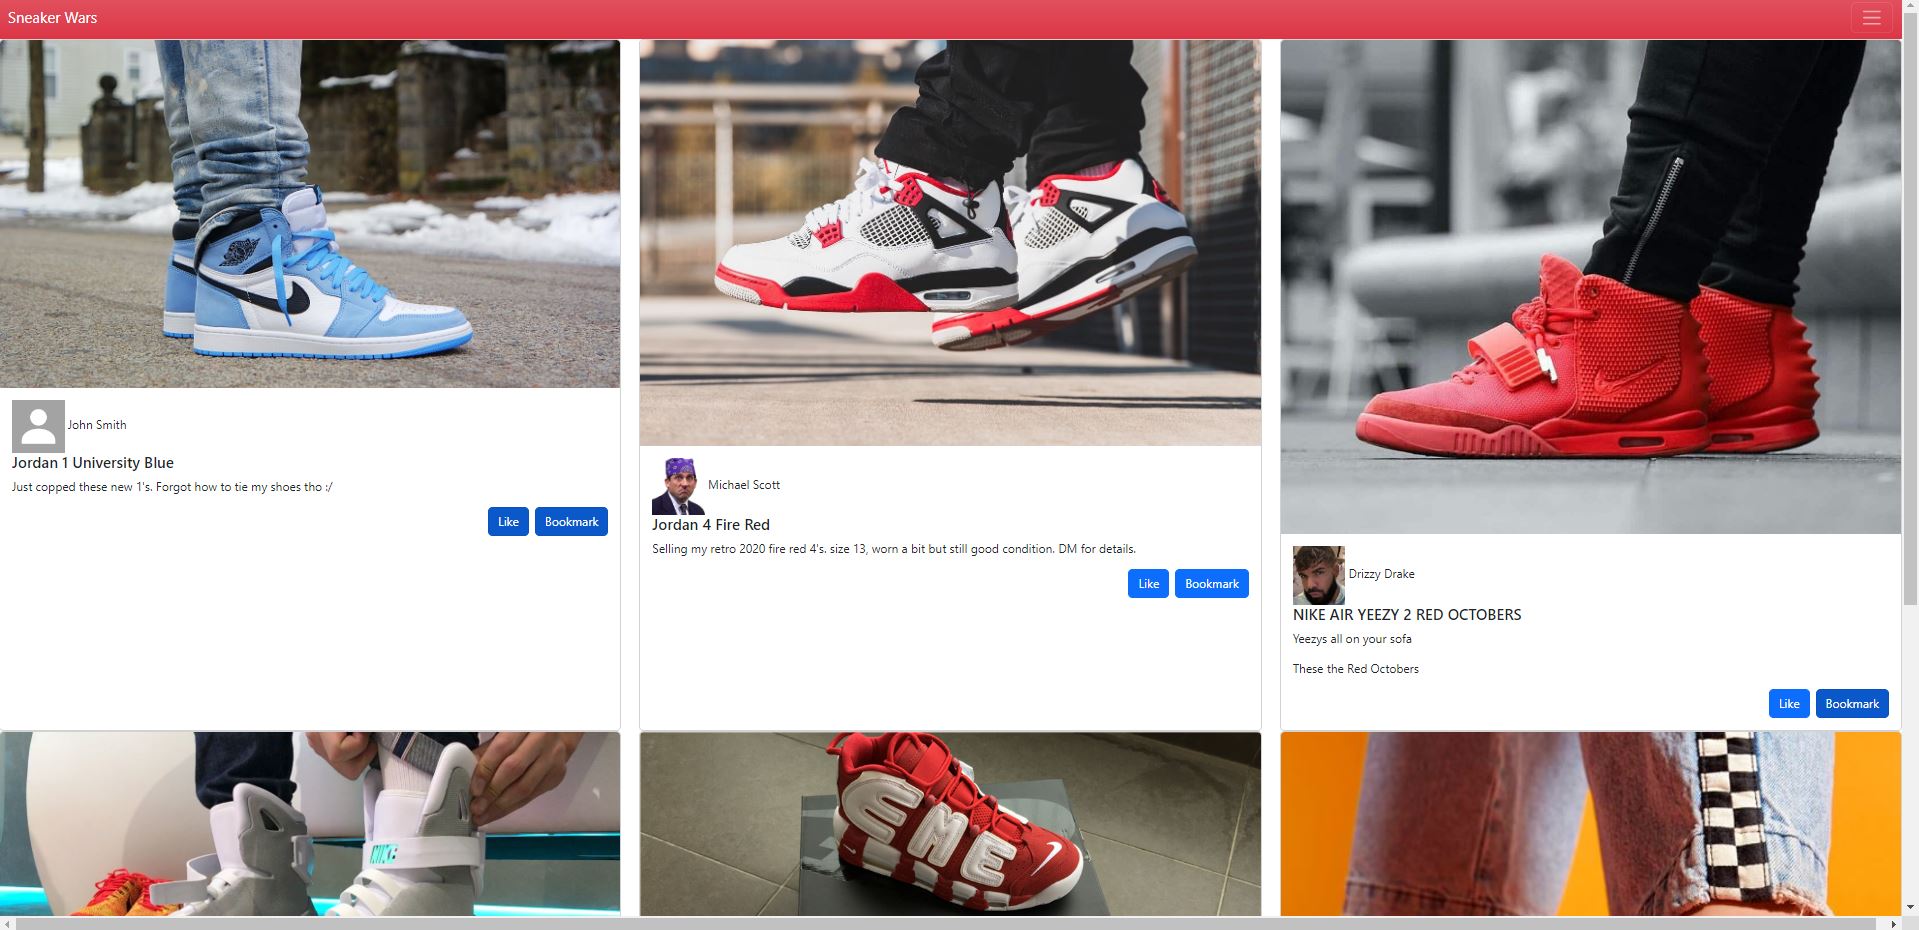 Sneaker Wars
John Smith
Jordan 1 University Blue
Just copped these new 1's. Forgot how to tie my shoes tho :/
Like Bookmark
Michael Scott
Jordan 4 Fire Red
Selling my retro 2020 fire red 4's. size 13, worn a bit but still good condition. DM for details.
Like Bookmark
Drizzy Drake
NIKE AIR YEEZY 2 RED OCTOBERS
Yeezys all on your sofa
These the Red Octobers
Like Bookmark
NIKE
EME